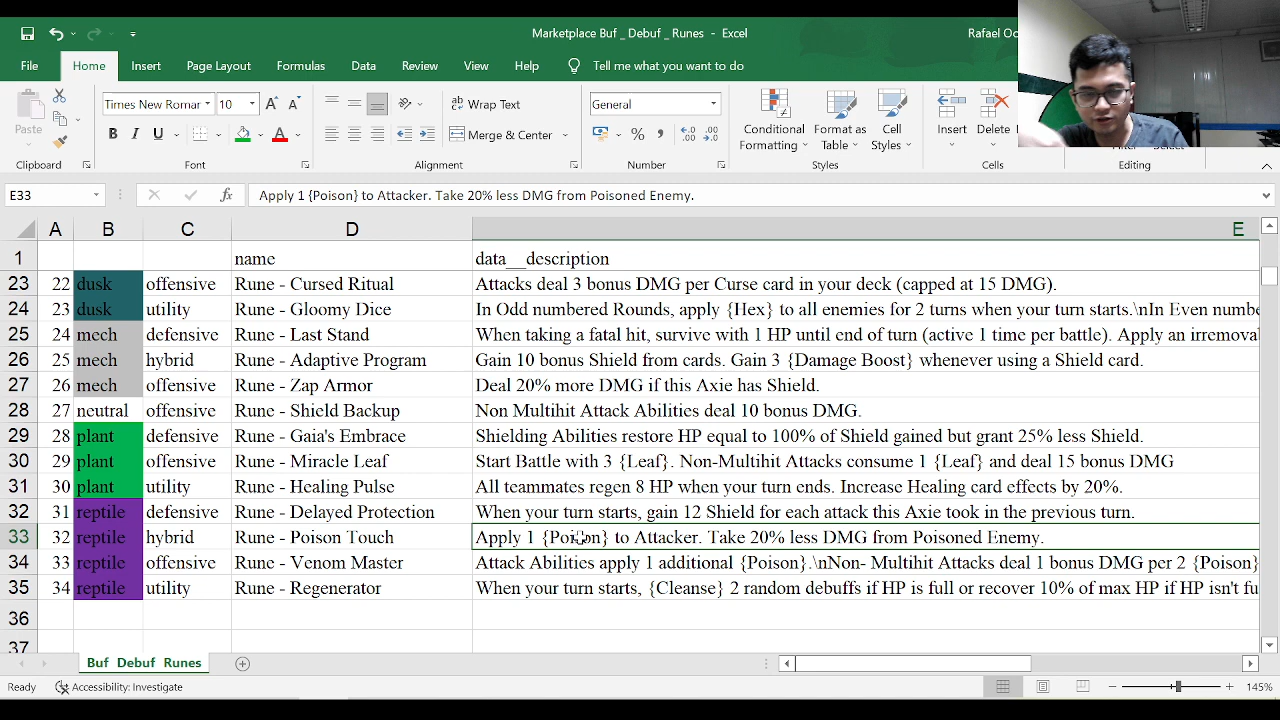 Marketplace Buf _ Debuf _ Runes - Excel
Rafael Oc
File Home Insert Page Layout Formulas Data Review View Help Tell me what you want to do
Paste
Times New Romar 10
B I U
Wrap Text
Merge & Center
General
% ,
Conditional Formatting
Format as Table
Cell Styles
Insert Delete
Clipboard Font Alignment Number Styles Cells Editing
E33 fx Apply 1 {Poison} to Attacker. Take 20% less DMG from Poisoned Enemy.
A B C D E
1 name data__description
23 22 dusk offensive Rune - Cursed Ritual Attacks deal 3 bonus DMG per Curse card in your deck (capped at 15 DMG).
24 23 dusk utility Rune - Gloomy Dice In Odd numbered Rounds, apply {Hex} to all enemies for 2 turns when your turn starts.\nIn Even numbe
25 24 mech defensive Rune - Last Stand When taking a fatal hit, survive with 1 HP until end of turn (active 1 time per battle). Apply an irremova
26 25 mech hybrid Rune - Adaptive Program Gain 10 bonus Shield from cards. Gain 3 {Damage Boost} whenever using a Shield card.
27 26 mech offensive Rune - Zap Armor Deal 20% more DMG if this Axie has Shield.
28 27 neutral offensive Rune - Shield Backup Non Multihit Attack Abilities deal 10 bonus DMG.
29 28 plant defensive Rune - Gaia's Embrace Shielding Abilities restore HP equal to 100% of Shield gained but grant 25% less Shield.
30 29 plant offensive Rune - Miracle Leaf Start Battle with 3 {Leaf}. Non-Multihit Attacks consume 1 {Leaf} and deal 15 bonus DMG
31 30 plant utility Rune - Healing Pulse All teammates regen 8 HP when your turn ends. Increase Healing card effects by 20%.
32 31 reptile defensive Rune - Delayed Protection When your turn starts, gain 12 Shield for each attack this Axie took in the previous turn.
33 32 reptile hybrid Rune - Poison Touch Apply 1 {Poison} to Attacker. Take 20% less DMG from Poisoned Enemy.
34 33 reptile offensive Rune - Venom Master Attack Abilities apply 1 additional {Poison}.\nNon- Multihit Attacks deal 1 bonus DMG per 2 {Poison}
35 34 reptile utility Rune - Regenerator When your turn starts, {Cleanse} 2 random debuffs if HP is full or recover 10% of max HP if HP isn't fu
36
37
Buf_Debuf_Runes
Ready Accessibility: Investigate 145%